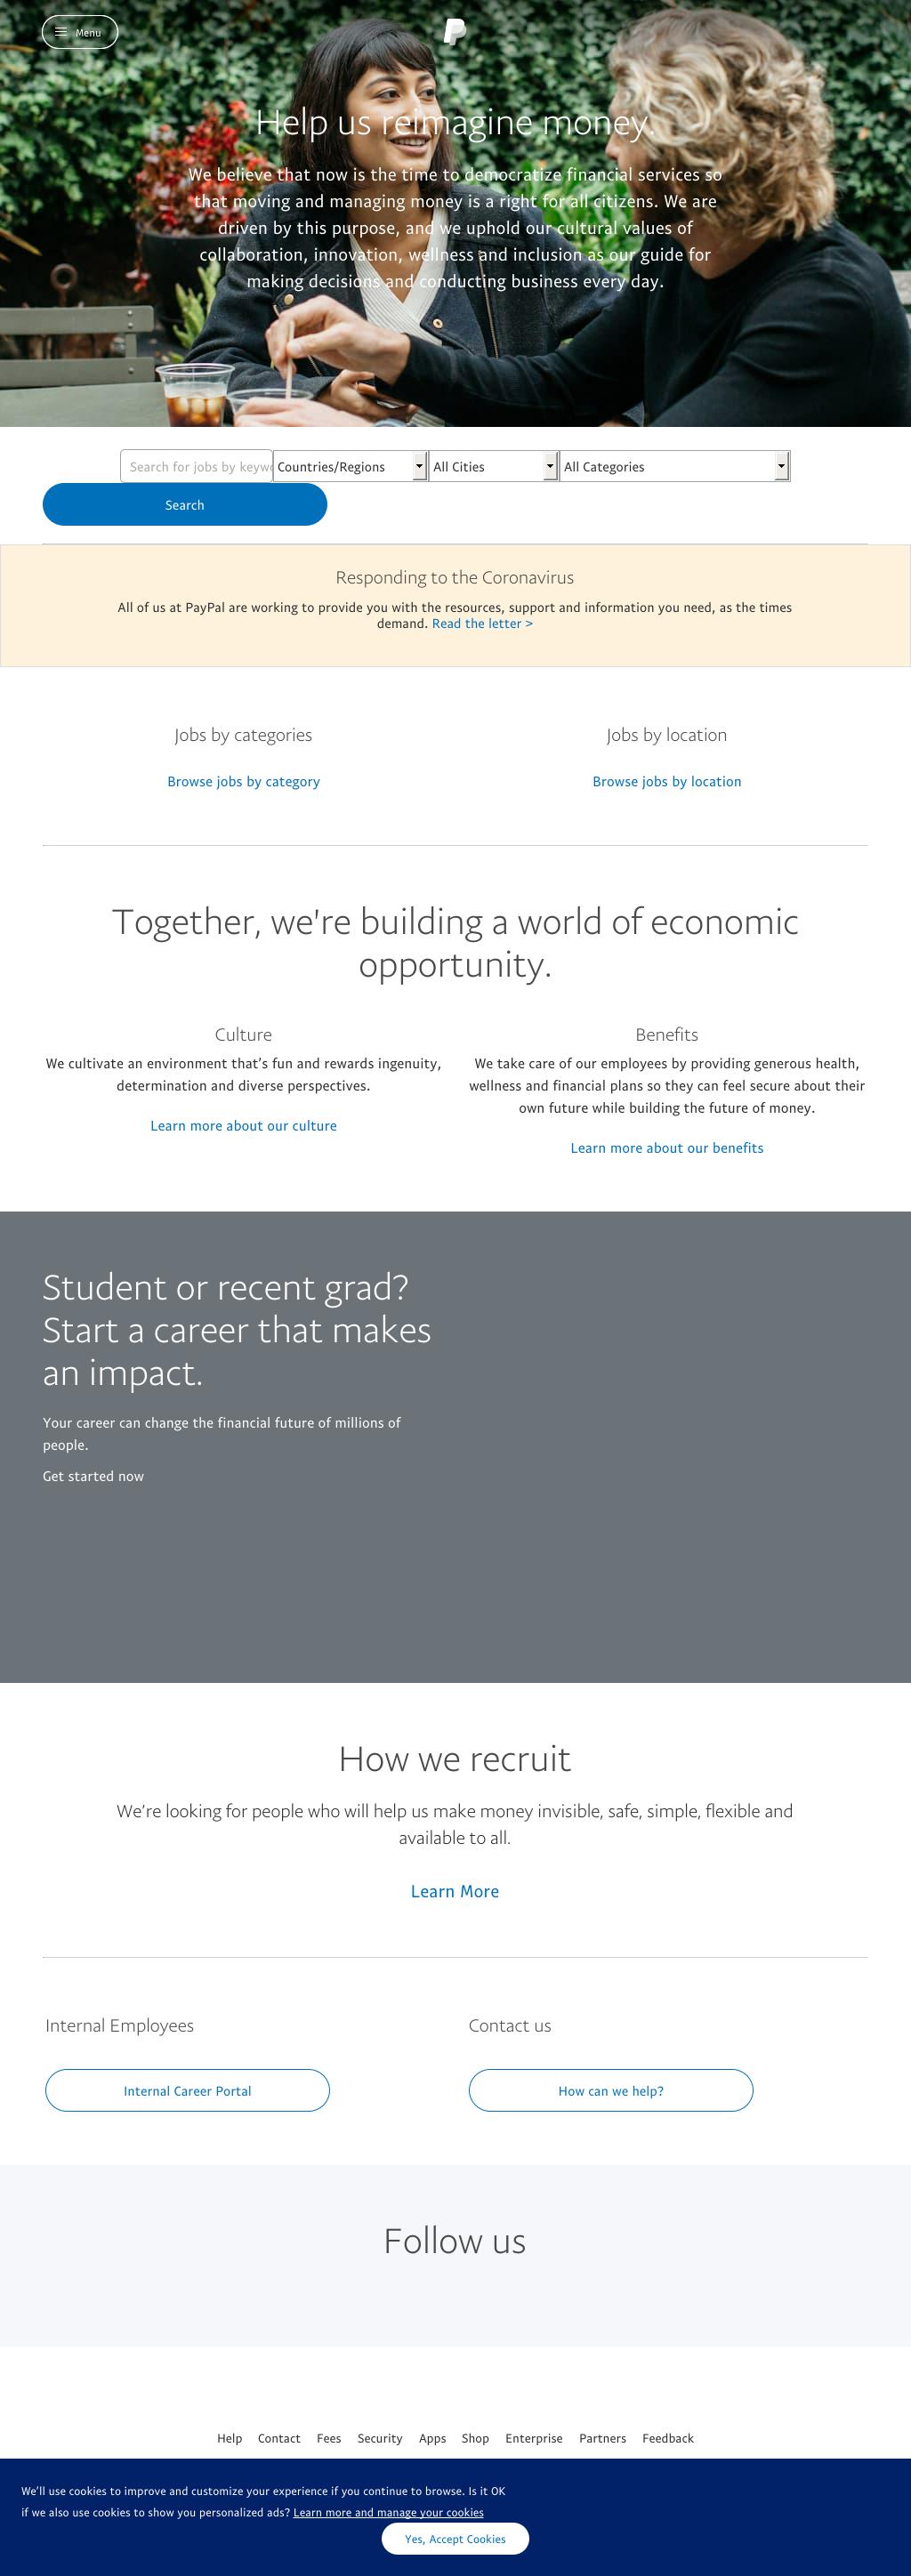 Menu
Help us reimagine money.
We believe that now is the time to democratize financial services so
that moving and managing money is a right for all citizens. We are
driven by this purpose, and we uphold our cultural values of
collaboration, innovation, wellness and inclusion as our guide for
making decisions and conducting business every day.
Search for jobs by keywo Countries/Regions All Cities All Categories
Search
Responding to the Coronavirus
All of us at PayPal are working to provide you with the resources, support and information you need, as the times
demand. Read the letter >
Jobs by categories
Browse jobs by category
Jobs by location
Browse jobs by location
Together, we're building a world of economic
opportunity.
Culture
We cultivate an environment that's fun and rewards ingenuity,
determination and diverse perspectives.
Learn more about our culture
Benefits
We take care of our employees by providing generous health,
wellness and financial plans so they can feel secure about their
own future while building the future of money.
Learn more about our benefits
Student or recent grad?
Start a career that makes
an impact.
Your career can change the financial future of millions of
people.
Get started now
How we recruit
We're looking for people who will help us make money invisible, safe, simple, flexible and
available to all.
Learn More
Internal Employees
Internal Career Portal
Contact us
How can we help?
Follow us
Help Contact Fees Security Apps Shop Enterprise Partners Feedback
We'll use cookies to improve and customize your experience if you continue to browse. Is it OK
if we also use cookies to show you personalized ads? Learn more and manage your cookies
Yes, Accept Cookies